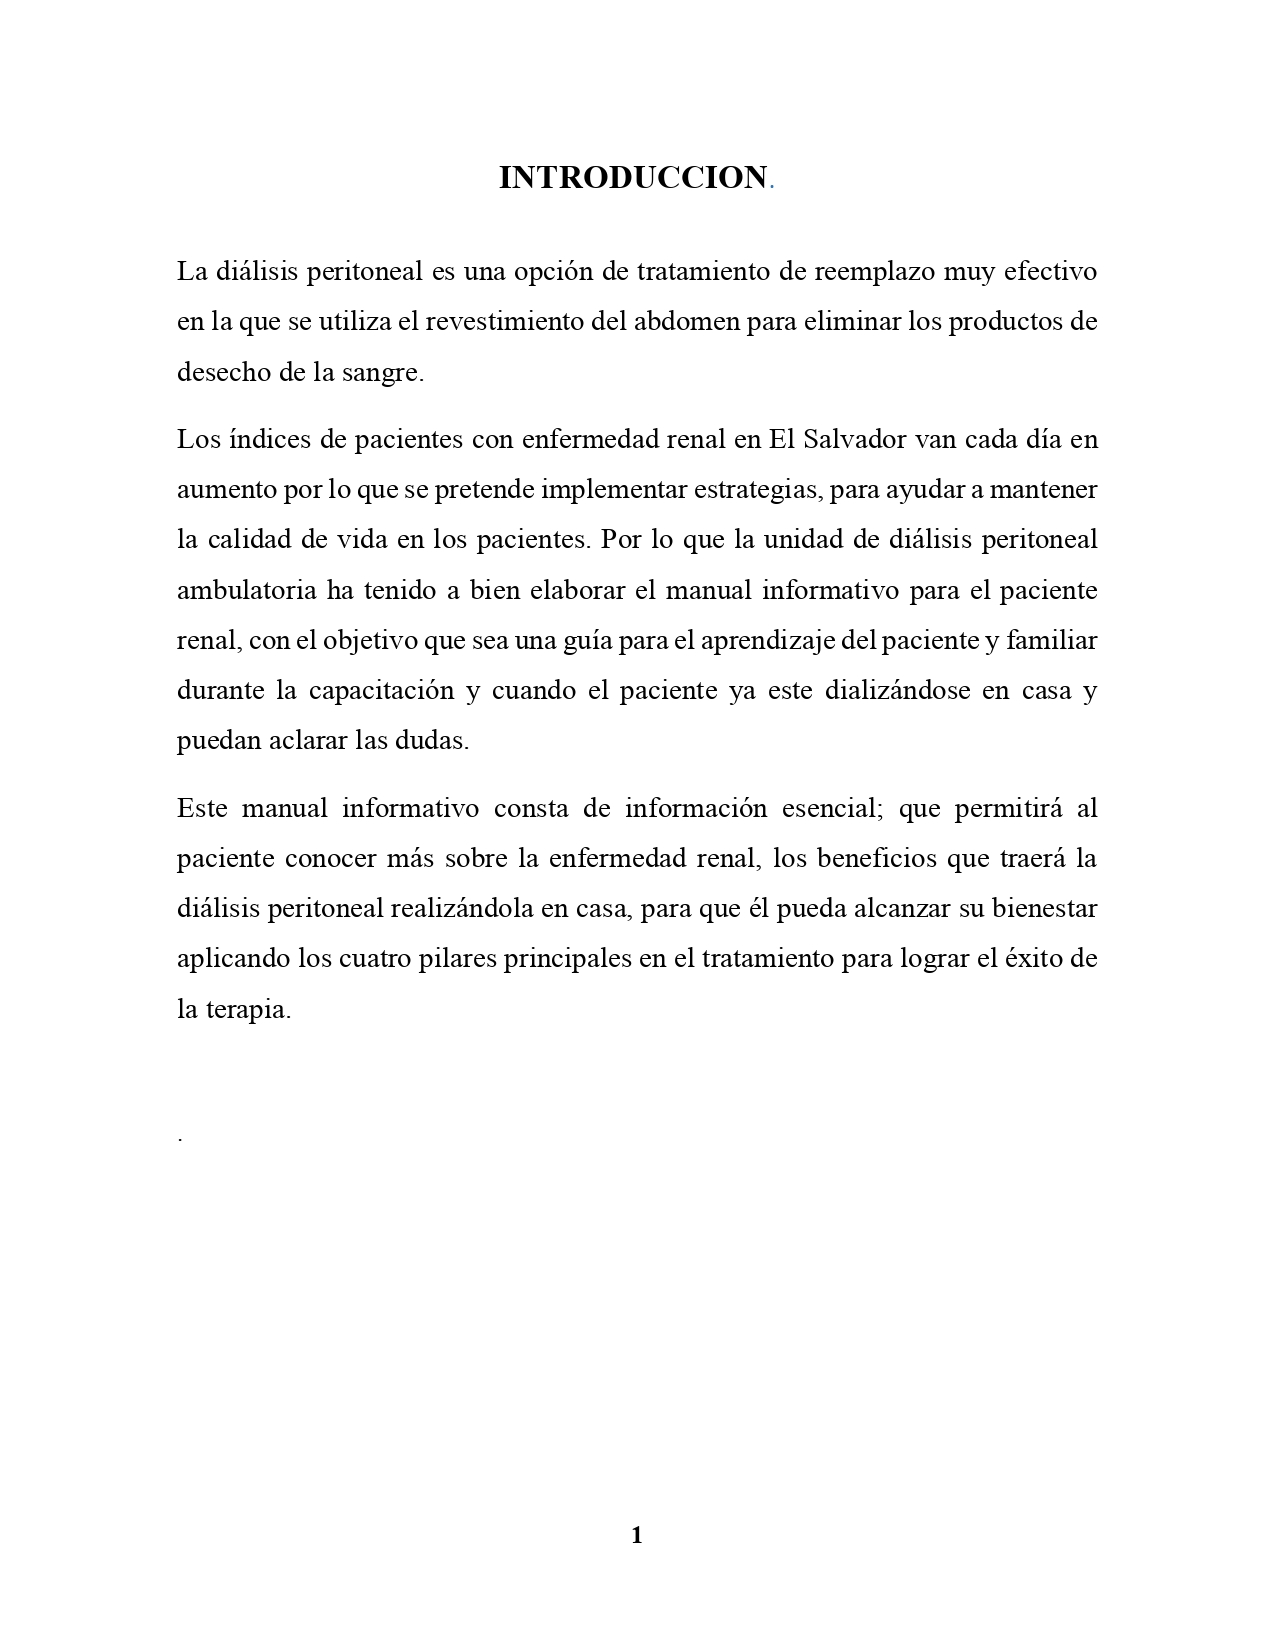 INTRODUCCION.
La diálisis peritoneal es una opción de tratamiento de reemplazo muy efectivo
en la que se utiliza el revestimiento del abdomen para eliminar los productos de
desecho de la sangre.
Los índices de pacientes con enfermedad renal en El Salvador van cada día en
aumento por lo que se pretende implementar estrategias, para ayudar a mantener
la calidad de vida en los pacientes. Por lo que la unidad de diálisis peritoneal
ambulatoria ha tenido a bien elaborar el manual informativo para el paciente
renal, con el objetivo que sea una guía para el aprendizaje del paciente y familiar
durante la capacitación y cuando el paciente ya este dializándose en casa y
puedan aclarar las dudas.
Este manual informativo consta de información esencial; que permitirá al
paciente conocer más sobre la enfermedad renal, los beneficios que traerá la
diálisis peritoneal realizándola en casa, para que él pueda alcanzar su bienestar
aplicando los cuatro pilares principales en el tratamiento para lograr el éxito de
la terapia.
.
1